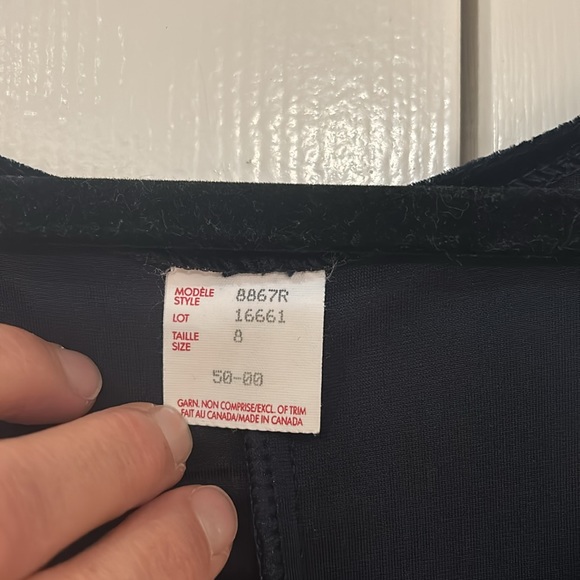 MODÈLE
STYLE 8867R
LOT 16661
TAILLE 8
SIZE
50-00
GARN. NON COMPRISE/EXCL. OF TRIM
FAIT AU CANADA/MADE IN CANADA